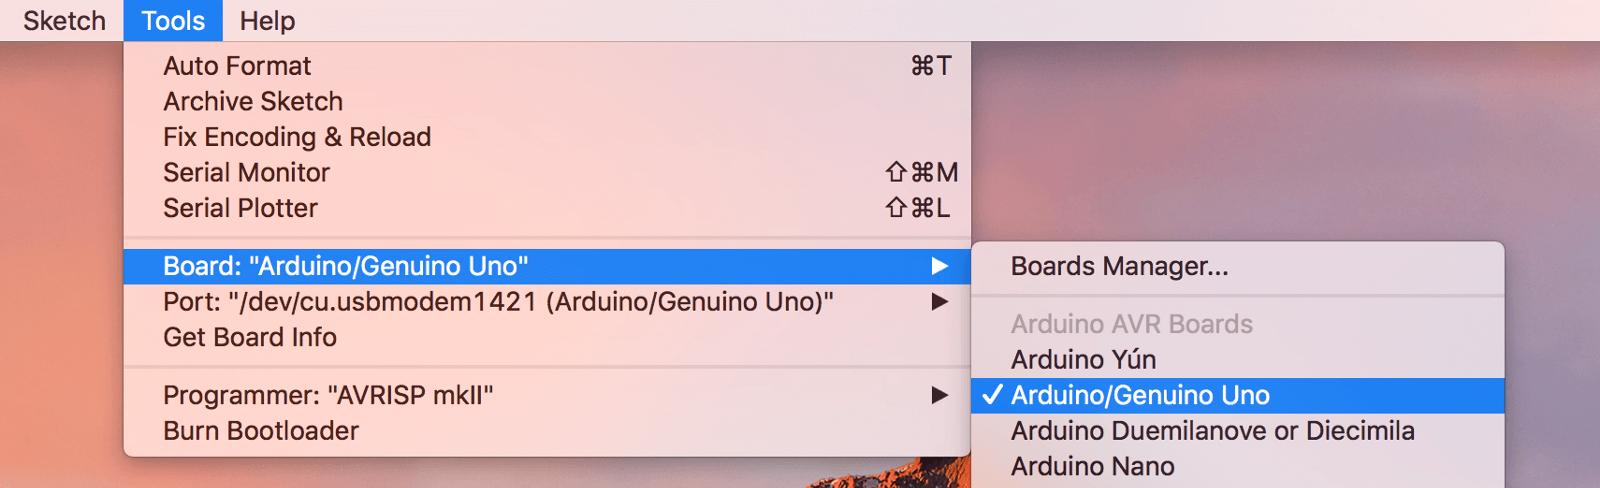 Sketch Tools Help
Auto Format ⌘T
Archive Sketch
Fix Encoding & Reload
Serial Monitor ⇧⌘M
Serial Plotter ⇧⌘L
Board: "Arduino/Genuino Uno" ▶
Port: "/dev/cu.usbmodem1421 (Arduino/Genuino Uno)" ▶
Get Board Info
Programmer: "AVRISP mkII" ▶
Burn Bootloader
Boards Manager...
Arduino AVR Boards
Arduino Yún
✓ Arduino/Genuino Uno
Arduino Duemilanove or Diecimila
Arduino Nano